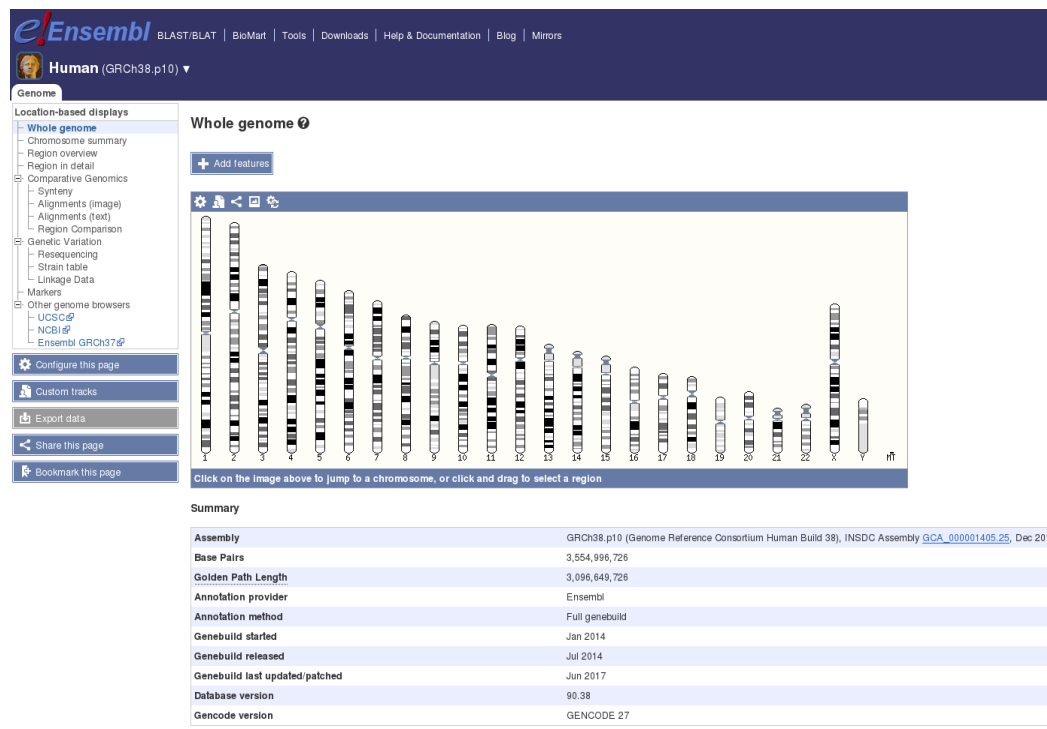 e!Ensembl BLAST/BLAT | BioMart | Tools | Downloads | Help & Documentation | Blog | Mirrors
Human (GRCh38.p10) ▼
Genome
Location-based displays
Whole genome
Chromosome summary
Region overview
Region in detail
Comparative Genomics
Synteny
Alignments (image)
Alignments (text)
Region Comparison
Genetic Variation
Resequencing
Strain table
Linkage Data
Markers
Other genome browsers
UCSC
NCBI
Ensembl GRCh37
Configure this page
Custom tracks
Export data
Share this page
Bookmark this page
Whole genome
Add features
1 2 3 4 5 6 7 8 9 10 11 12 13 14 15 16 17 18 19 20 21 22 X Y MT
Click on the image above to jump to a chromosome, or click and drag to select a region
Summary
Assembly GRCh38.p10 (Genome Reference Consortium Human Build 38), INSDC Assembly GCA_000001405.25, Dec 20
Base Pairs 3,554,996,726
Golden Path Length 3,096,649,726
Annotation provider Ensembl
Annotation method Full genebuild
Genebuild started Jan 2014
Genebuild released Jul 2014
Genebuild last updated/patched Jun 2017
Database version 90.38
Gencode version GENCODE 27